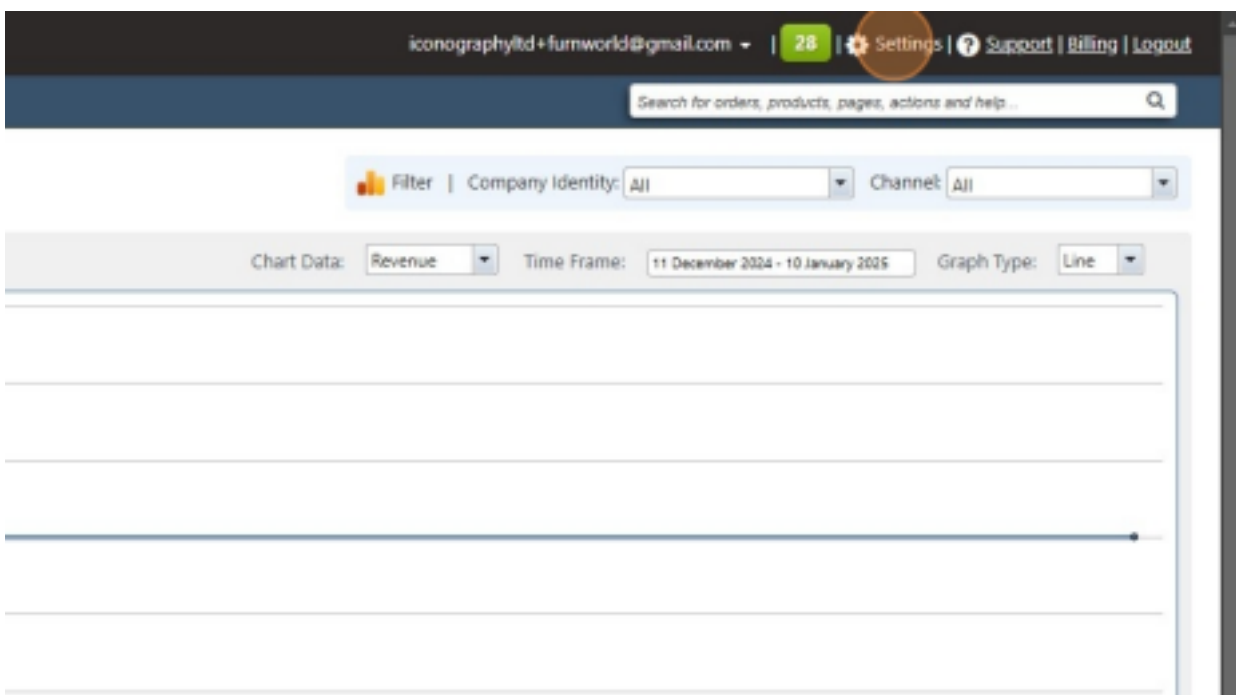 iconographyltd+furnworld@gmail.com | 28 | Settings | Support | Billing | Logout
Search for orders, products, pages, actions and help...
Filter | Company Identity: All Channel: All
Chart Data: Revenue Time Frame: 11 December 2024 - 10 January 2025 Graph Type: Line